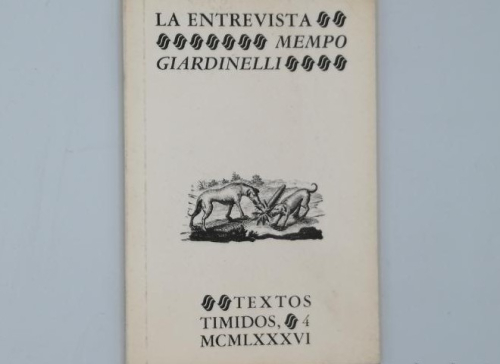 LA ENTREVISTA
MEMPO
GIARDINELLI
TEXTOS
TIMIDOS, 4
MCMLXXXVI